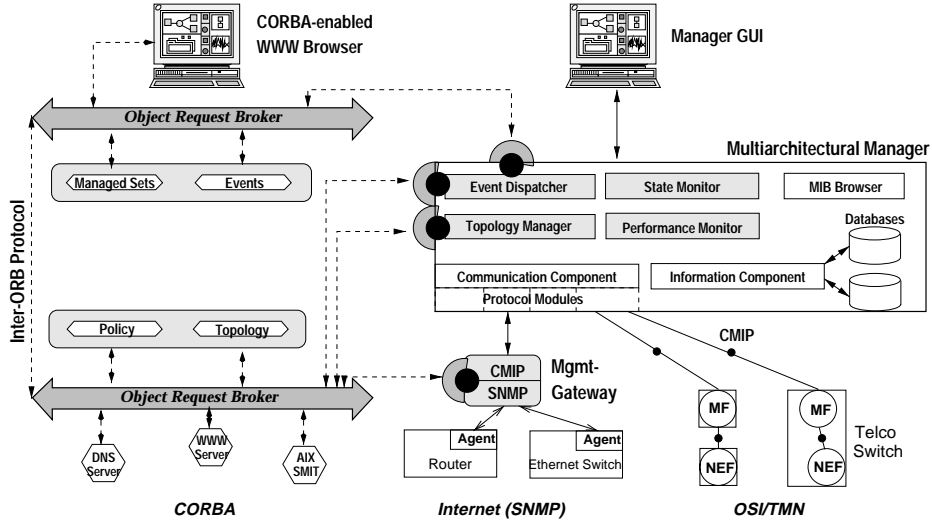 CORBA-enabled
WWW Browser
Manager GUI
Object Request Broker
Multiarchitectural Manager
Managed Sets
Events
Event Dispatcher
State Monitor
MIB Browser
Topology Manager
Performance Monitor
Databases
Inter-ORB Protocol
Communication Component
Information Component
Protocol Modules
Policy
Topology
CMIP
CMIP
SNMP
Mgmt-
Gateway
Object Request Broker
MF
MF
DNS
Server
WWW
Server
AIX
SMIT
Agent
Router
Agent
Ethernet Switch
NEF
NEF
Telco
Switch
CORBA
Internet (SNMP)
OSI/TMN